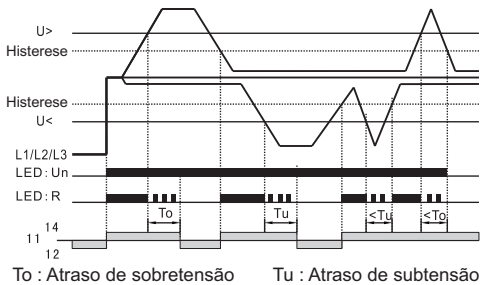 U>
Histerese
Histerese
U<
L1/L2/L3
LED: Un
LED: R
To
Tu
<Tu
<To
14
11
12
To : Atraso de sobretensão
Tu : Atraso de subtensão